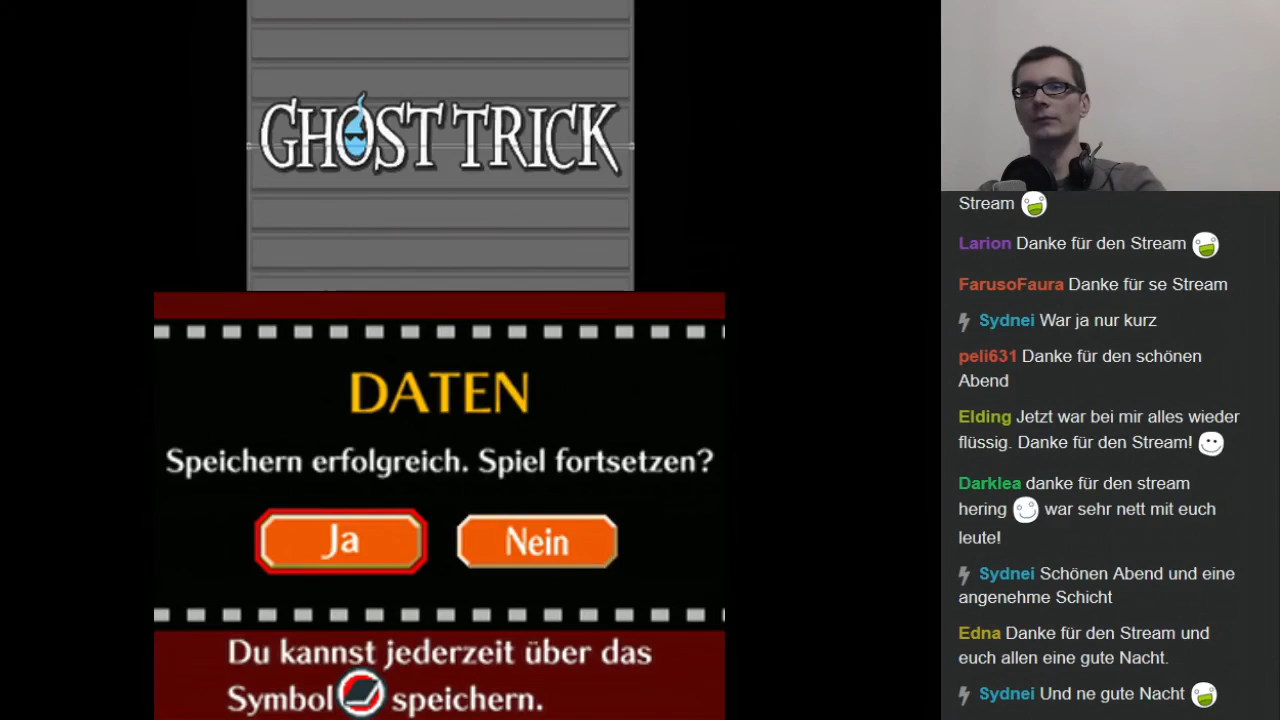 GHOST TRICK
DATEN
Speichern erfolgreich. Spiel fortsetzen?
Ja
Nein
Du kannst jederzeit über das
Symbol speichern.
Stream
Larion Danke für den Stream
FarusoFaura Danke für se Stream
Sydnei War ja nur kurz
peli631 Danke für den schönen
Abend
Elding Jetzt war bei mir alles wieder
flüssig. Danke für den Stream!
Darklea danke für den stream
hering war sehr nett mit euch
leute!
Sydnei Schönen Abend und eine
angenehme Schicht
Edna Danke für den Stream und
euch allen eine gute Nacht.
Sydnei Und ne gute Nacht